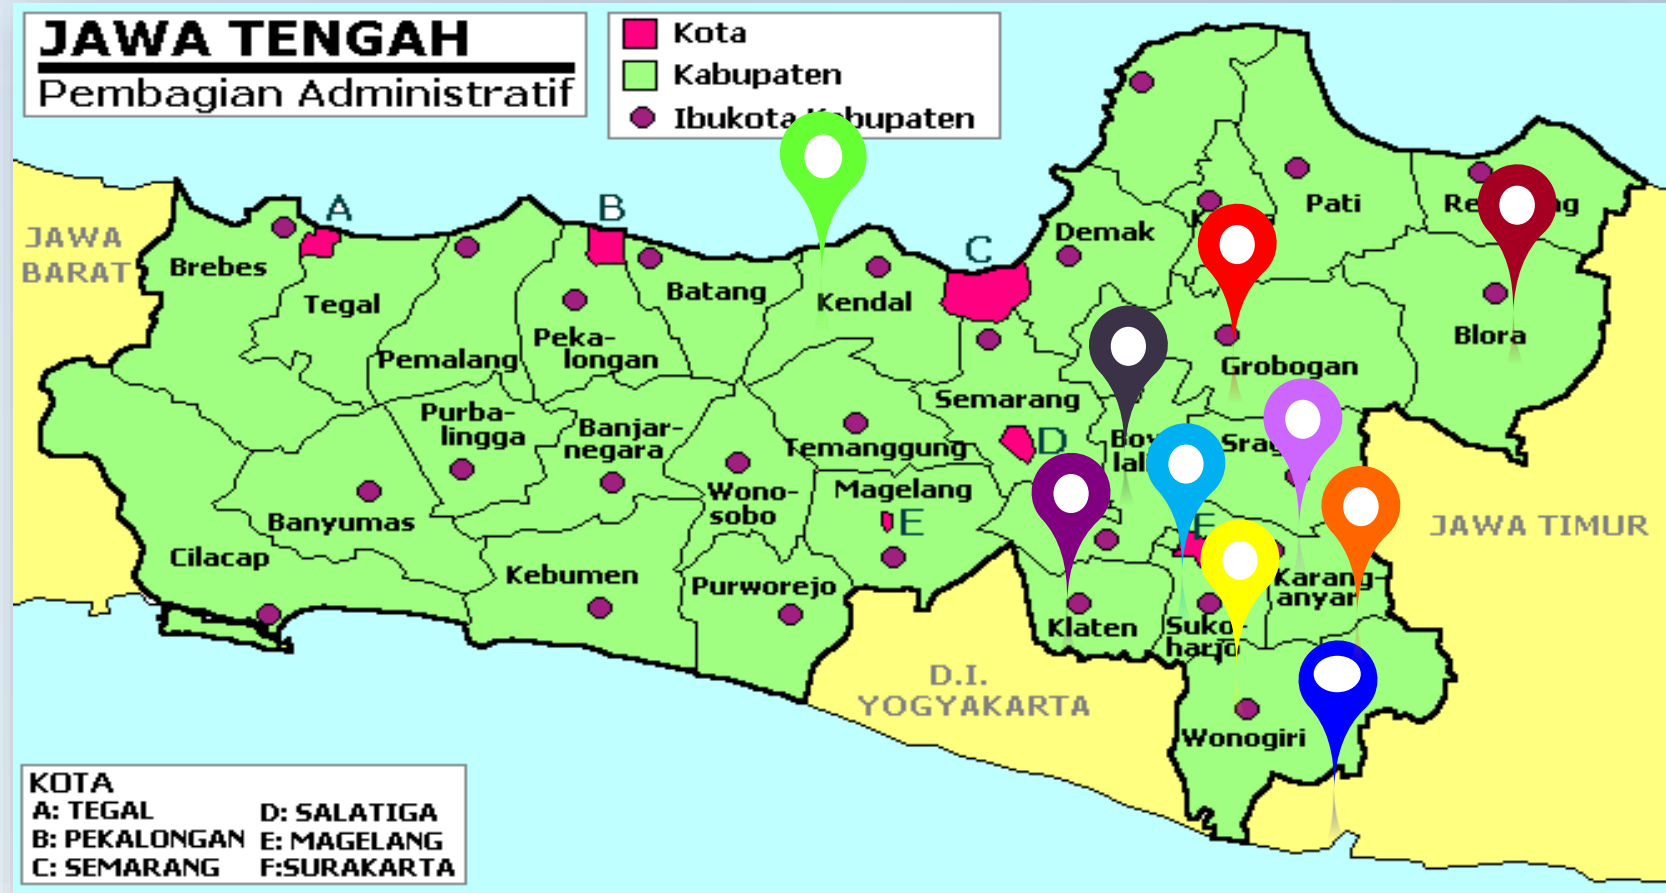 JAWA TENGAH
Pembagian Administratif
Kota
Kabupaten
Ibukota
A
B
C
JAWA
BARAT
Brebes
Tegal
Pemalang
Peka-
longan
Batang
Kendal
Demak
Pati
Blora
Grobogan
Semarang
D
Purba-
lingga
Banjar-
negara
Temanggung
Magelang
E
Wono-
sobo
Banyumas
Cilacap
Kebumen
Purworejo
Klaten
F
Suko-
harjo
Karang-
anyar
Wonogiri
JAWA TIMUR
D.I.
YOGYAKARTA
KOTA
A: TEGAL
B: PEKALONGAN
C: SEMARANG
D: SALATIGA
E: MAGELANG
F:SURAKARTA